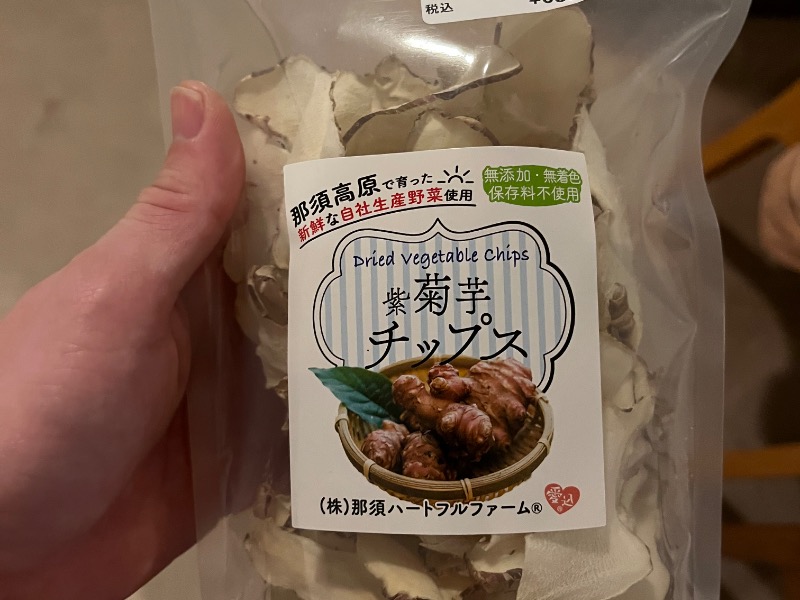 税込
那須高原で育った
新鮮な自社生産野菜使用
無添加・無着色
保存料不使用
Dried Vegetable Chips
紫菊芋
チップス
(株)那須ハートフルファーム®
愛込